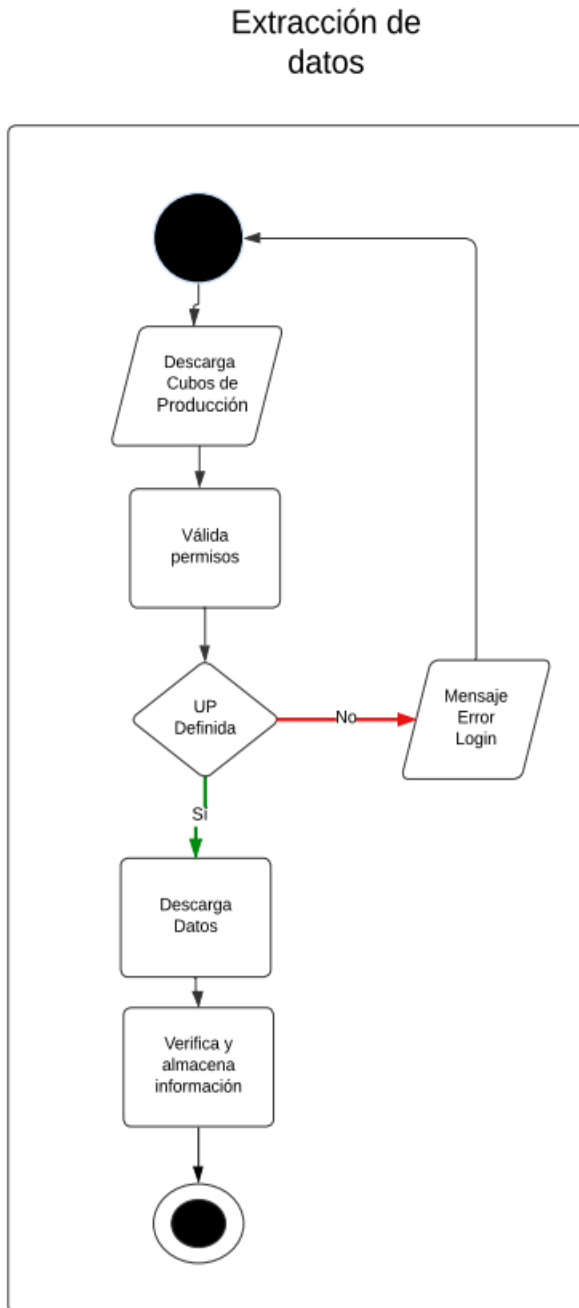 Extracción de
datos
Descarga
Cubos de
Producción
Válida
permisos
UP
Definida
No
Mensaje
Error
Login
Sí
Descarga
Datos
Verifica y
almacena
información